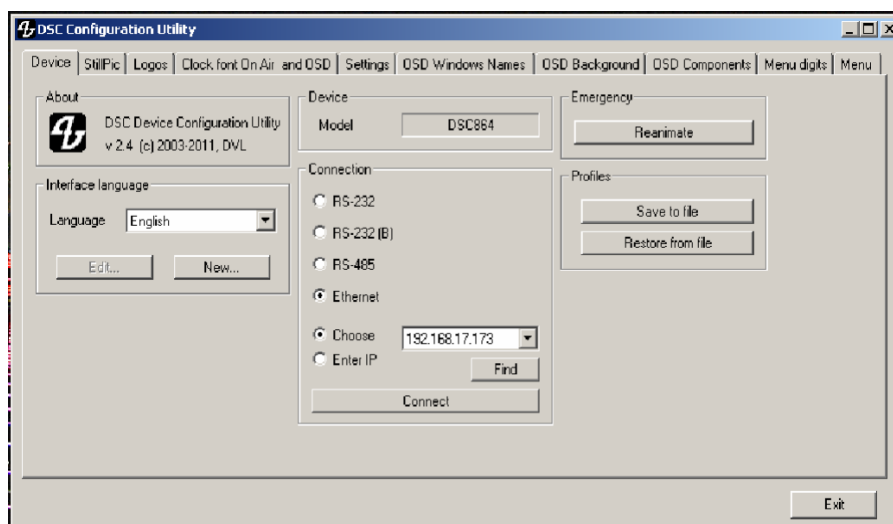 DSC Configuration Utility
Device StillPic Logos Clock font On Air and OSD Settings OSD Windows Names OSD Background OSD Components Menu digits Menu
About
DSC Device Configuration Utility
v 2.4 (c) 2003-2011, DVL
Interface language
Language English
Edit... New...
Device
Model DSC864
Connection
RS-232
RS-232 (B)
RS-485
Ethernet
Choose 192.168.17.173
Enter IP
Find
Connect
Emergency
Reanimate
Profiles
Save to file
Restore from file
Exit